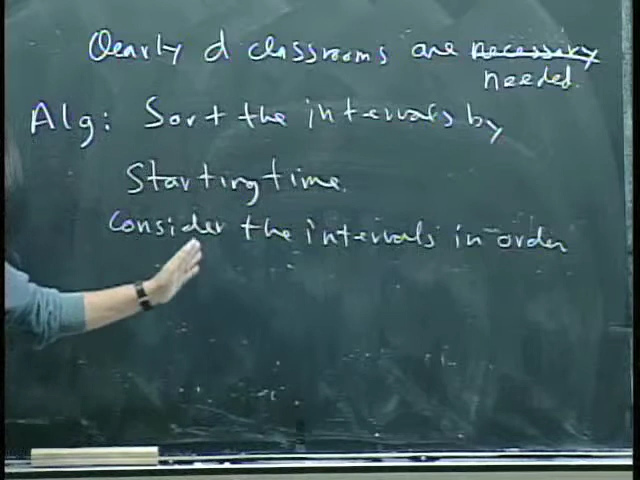 Clearly d classrooms are necessary
needed.
Alg: Sort the intervals by
Starting time.
Consider the intervals in order